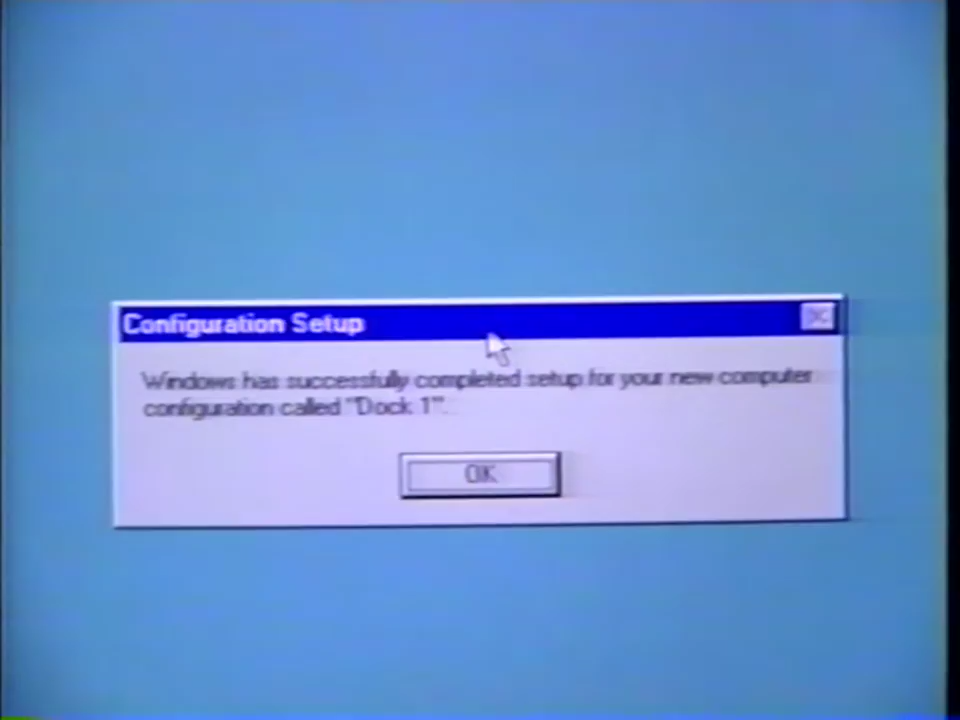 Configuration Setup
Windows has successfully completed setup for your new computer
configuration called "Dock 1".
OK